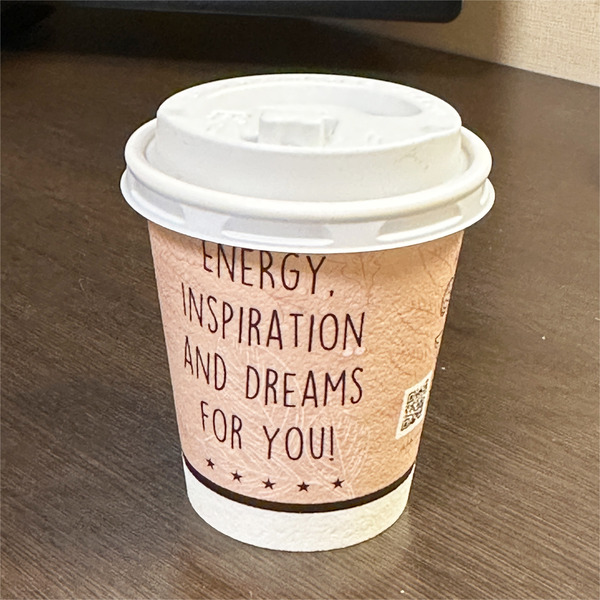 ENERGY,
INSPIRATION
AND DREAMS
FOR YOU!